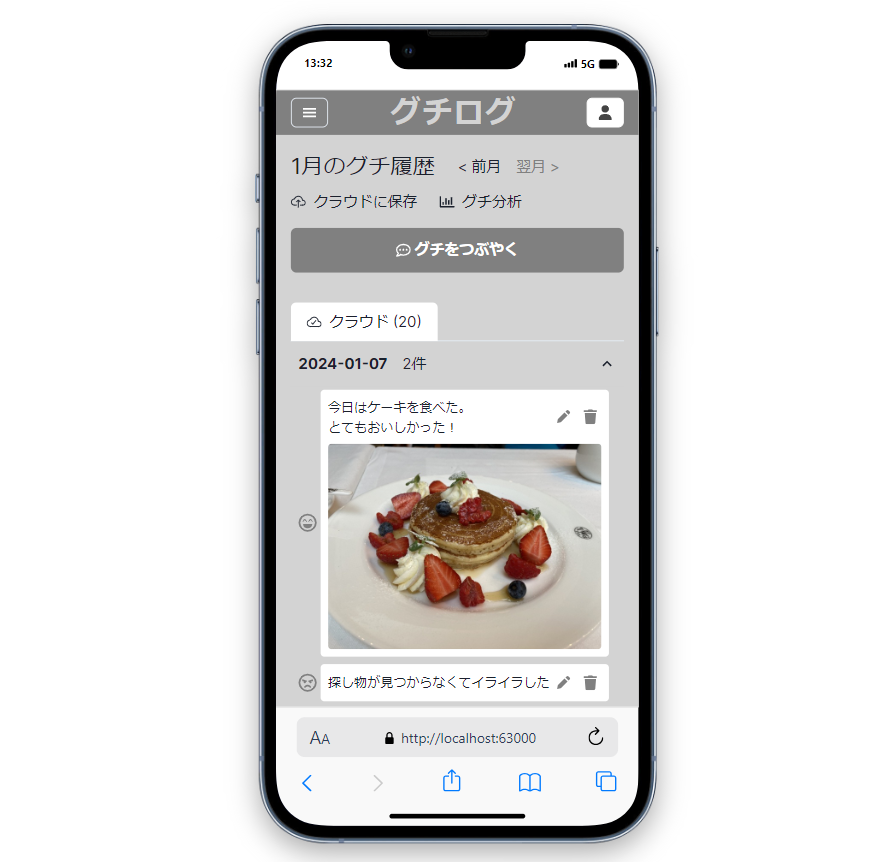 13:32
5G
グチログ
1月のグチ履歴 < 前月 翌月 >
クラウドに保存 グチ分析
グチをつぶやく
クラウド (20)
2024-01-07 2件
今日はケーキを食べた。
とてもおいしかった！
探し物が見つからなくてイライラした
AA http://localhost:63000